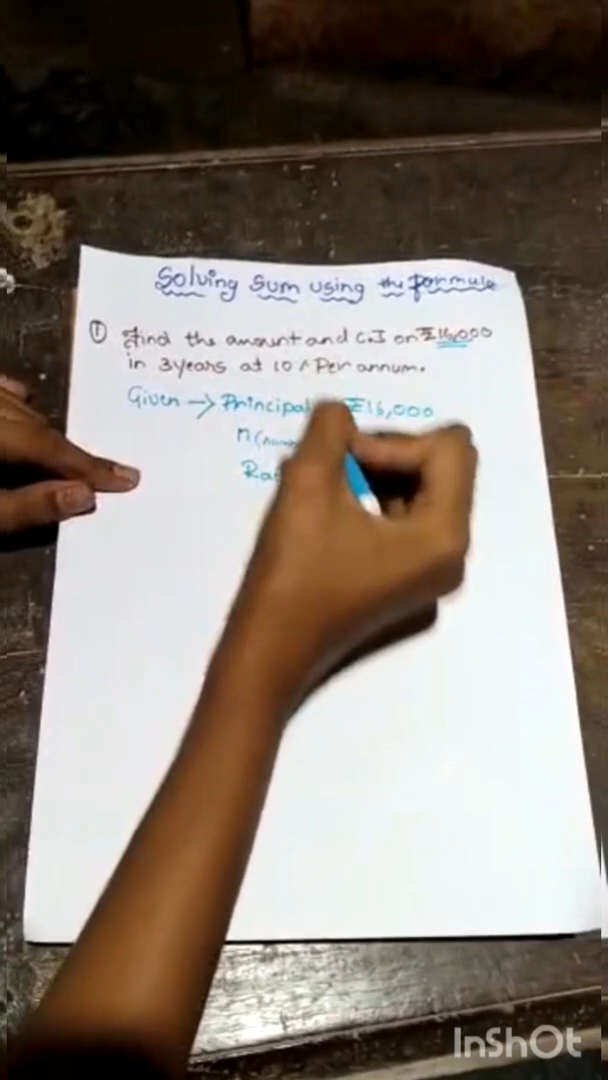 Solving Sum using the formula
① Find the amount and C.I on ₹16,000
in 3years at 10% Per annum.
Given → Principal ₹16,000
n(
InShOt